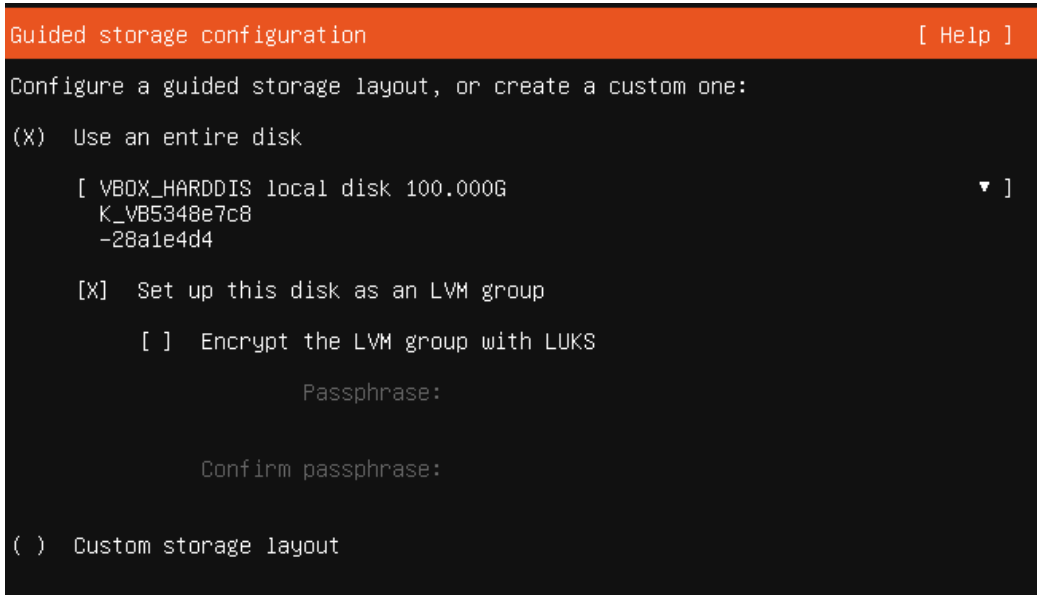 Guided storage configuration [ Help ]
Configure a guided storage layout, or create a custom one:
(X) Use an entire disk
[ VBOX_HARDDIS local disk 100.000G ▾ ]
K_VB5348e7c8
-28a1e4d4
[X] Set up this disk as an LVM group
[ ] Encrypt the LVM group with LUKS
Passphrase:
Confirm passphrase:
( ) Custom storage layout